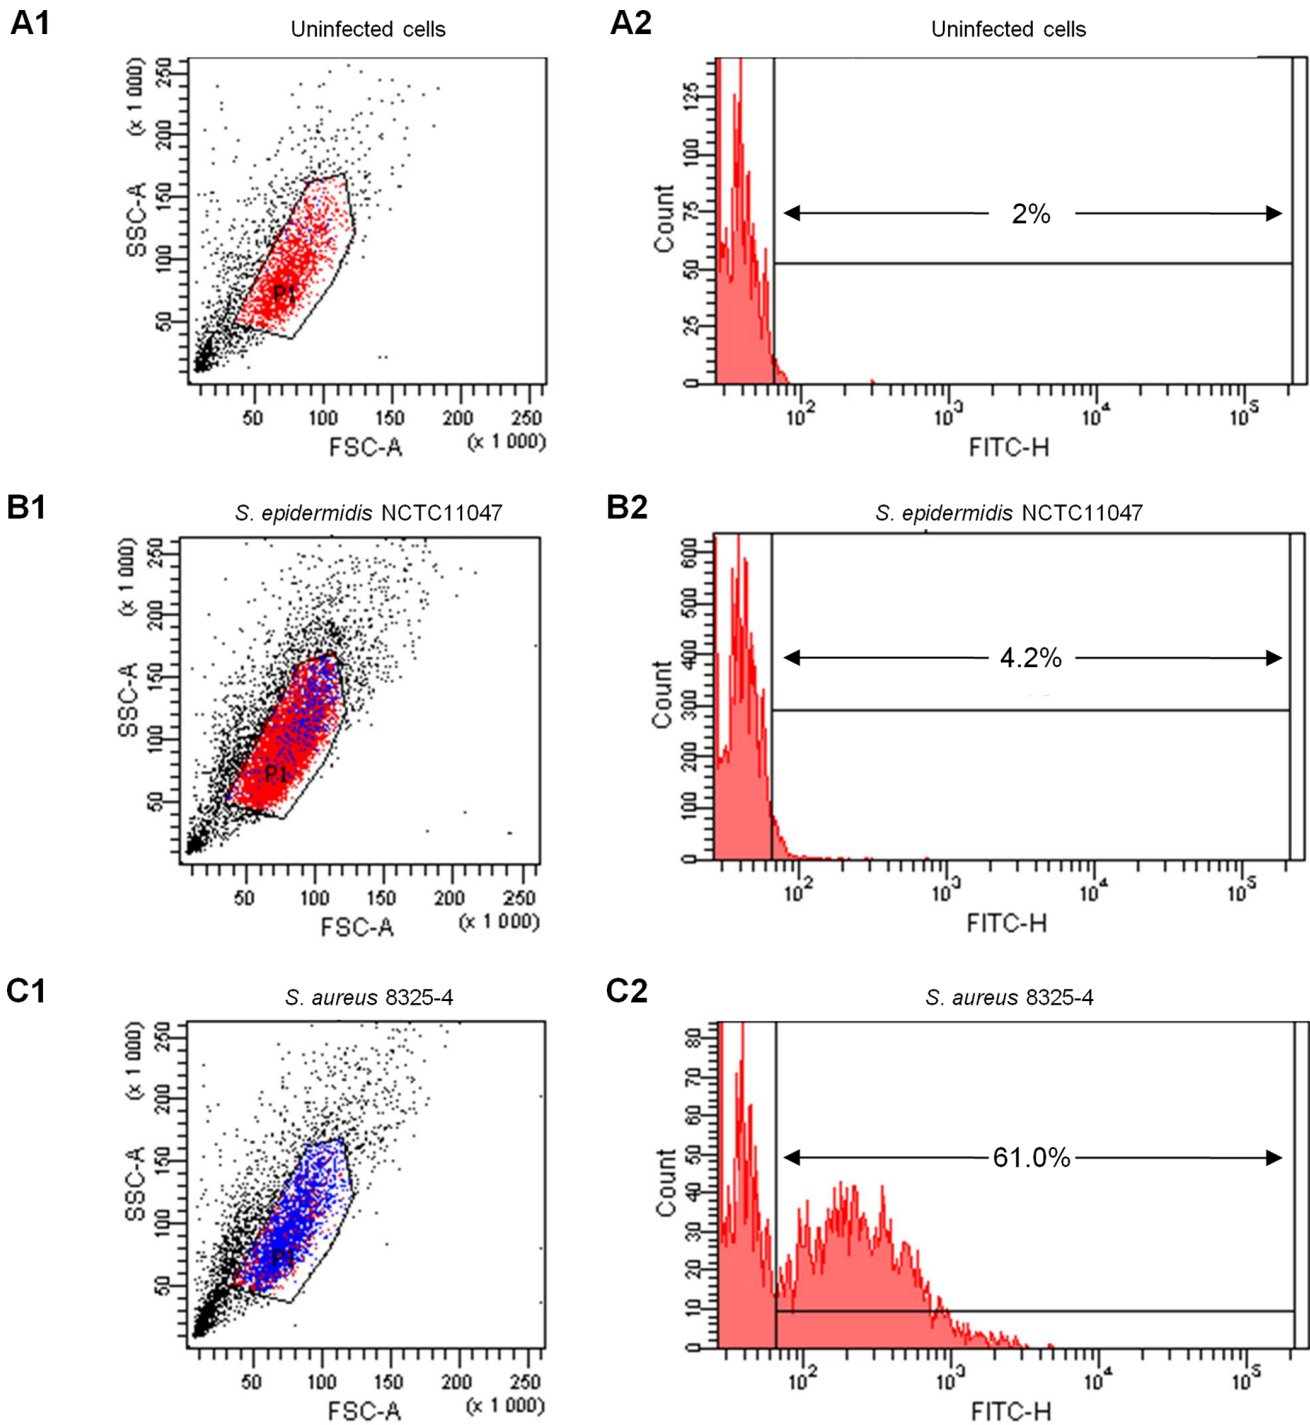 A1
Uninfected cells
(x 1 000)
250
200
150
100
50
SSC-A
P1
50 100 150 200 250
FSC-A (x 1 000)
A2
Uninfected cells
125
100
75
50
25
0
Count
2%
10² 10³ 10⁴ 10⁵
FITC-H
B1
S. epidermidis NCTC11047
(x 1 000)
250
200
150
100
50
SSC-A
P1
50 100 150 200 250
FSC-A (x 1 000)
B2
S. epidermidis NCTC11047
600
500
400
300
200
100
0
Count
4.2%
10² 10³ 10⁴ 10⁵
FITC-H
C1
S. aureus 8325-4
(x 1 000)
250
200
150
100
50
SSC-A
P1
50 100 150 200 250
FSC-A (x 1 000)
C2
S. aureus 8325-4
80
70
60
50
40
30
20
10
0
Count
61.0%
10² 10³ 10⁴ 10⁵
FITC-H